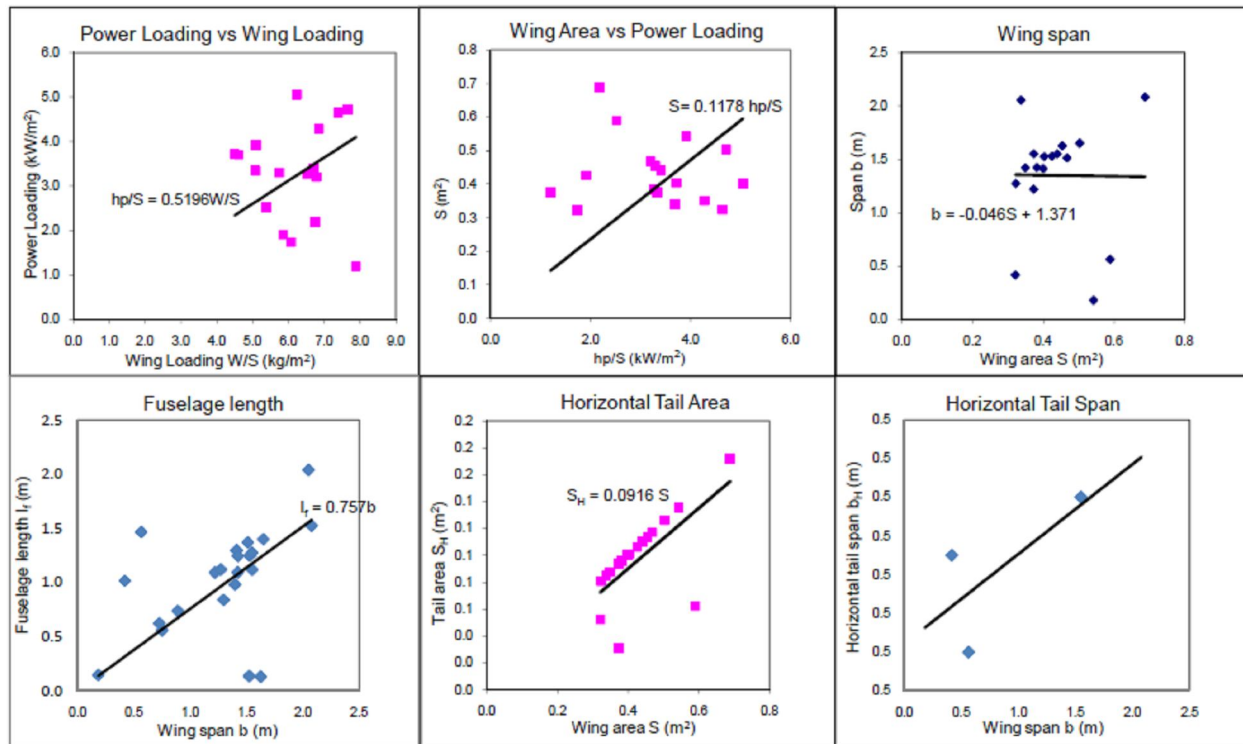 Power Loading vs Wing Loading
Power Loading (kW/m²)
6.0
5.0
4.0
3.0
2.0
1.0
0.0
hp/S = 0.5196W/S
0.0 1.0 2.0 3.0 4.0 5.0 6.0 7.0 8.0 9.0
Wing Loading W/S (kg/m²)
Wing Area vs Power Loading
S (m²)
0.8
0.7
0.6
0.5
0.4
0.3
0.2
0.1
0.0
S= 0.1178 hp/S
0.0 2.0 4.0 6.0
hp/S (kW/m²)
Wing span
Span b (m)
2.5
2.0
1.5
1.0
0.5
0.0
b = -0.046S + 1.371
0.0 0.2 0.4 0.6 0.8
Wing area S (m²)
Fuselage length
Fuselage length l_f (m)
2.5
2.0
1.5
1.0
0.5
0.0
l_f = 0.757b
0.0 0.5 1.0 1.5 2.0 2.5
Wing span b (m)
Horizontal Tail Area
Tail area S_H (m²)
0.2
0.2
0.2
0.1
0.1
0.1
0.1
0.1
0.0
0.0
0.0
S_H = 0.0916 S
0.0 0.2 0.4 0.6 0.8
Wing area S (m²)
Horizontal Tail Span
Horizontal tail span b_H (m)
0.5
0.5
0.5
0.5
0.5
0.5
0.5
0.5
0.0 0.5 1.0 1.5 2.0 2.5
Wing span b (m)